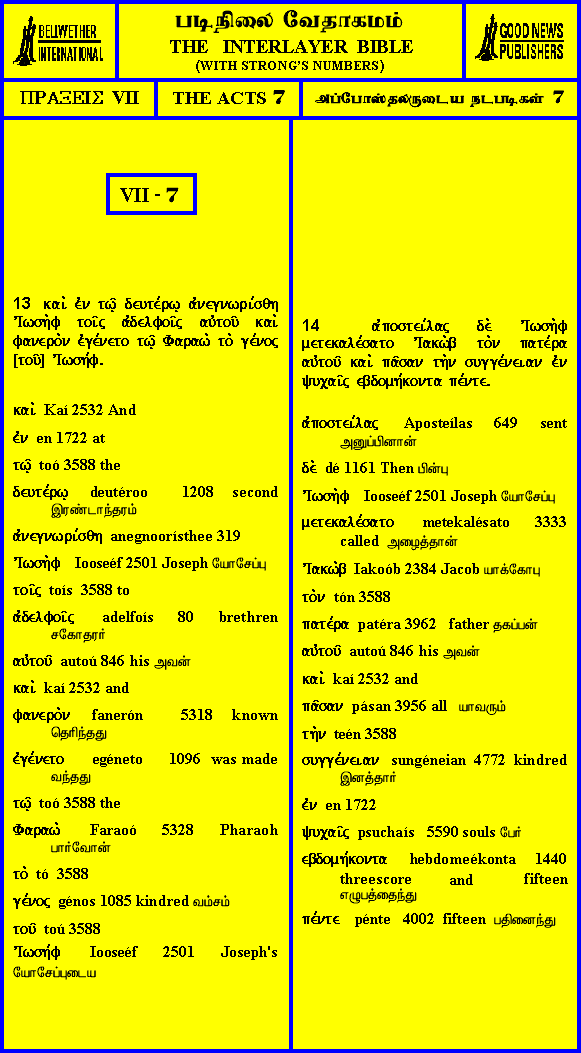 BELLWETHER
INTERNATIONAL
படிநிலை வேதாகமம்
THE INTERLAYER BIBLE
(WITH STRONG'S NUMBERS)
GOOD NEWS
PUBLISHERS
ΠΡΑΞΕΙΣ VII
THE ACTS 7
அப்போஸ்தலருடைய நடபடிகள் 7
VII - 7
13 καὶ ἐν τῷ δευτέρῳ ἀνεγνωρίσθη
Ἰωσὴφ τοῖς ἀδελφοῖς αὐτοῦ καὶ
φανερὸν ἐγένετο τῷ Φαραὼ τὸ γένος
[τοῦ] Ἰωσήφ.
καὶ Kaí 2532 And
ἐν en 1722 at
τῷ toó 3588 the
δευτέρῳ deutéroo 1208 second
இரண்டாந்தரம்
ἀνεγνωρίσθη anegnoorísthee 319
Ἰωσὴφ Iooseéf 2501 Joseph யோசேப்பு
τοῖς toís 3588 to
ἀδελφοῖς adelfoís 80 brethren
சகோதரர்
αὐτοῦ autoú 846 his அவன்
καὶ kaí 2532 and
φανερὸν fanerón 5318 known
தெரிந்தது
ἐγένετο egéneto 1096 was made
வந்தது
τῷ toó 3588 the
Φαραὼ Faraoó 5328 Pharaoh
பார்வோன்
τὸ tó 3588
γένος génos 1085 kindred வம்சம்
τοῦ toú 3588
Ἰωσήφ Iooseéf 2501 Joseph's
யோசேப்புடைய
14 ἀποστείλας δὲ Ἰωσὴφ
μετεκαλέσατο Ἰακὼβ τὸν πατέρα
αὐτοῦ καὶ πᾶσαν τὴν συγγένειαν ἐν
ψυχαῖς εβδομήκοντα πέντε.
ἀποστείλας Aposteílas 649 sent
அனுப்பினான்
δὲ dé 1161 Then பின்பு
Ἰωσὴφ Iooseéf 2501 Joseph யோசேப்பு
μετεκαλέσατο metekalésato 3333
called அழைத்தான்
Ἰακὼβ Iakoób 2384 Jacob யாக்கோபு
τὸν tón 3588
πατέρα patéra 3962 father தகப்பன்
αὐτοῦ autoú 846 his அவன்
καὶ kaí 2532 and
πᾶσαν pásan 3956 all யாவரும்
τὴν teén 3588
συγγένειαν sungéneian 4772 kindred
இனத்தார்
ἐν en 1722
ψυχαῖς psuchaís 5590 souls பேர்
εβδομήκοντα hebdomeékonta 1440
threescore and fifteen
எழுபத்தைந்து
πέντε pénte 4002 fifteen பதினைந்து